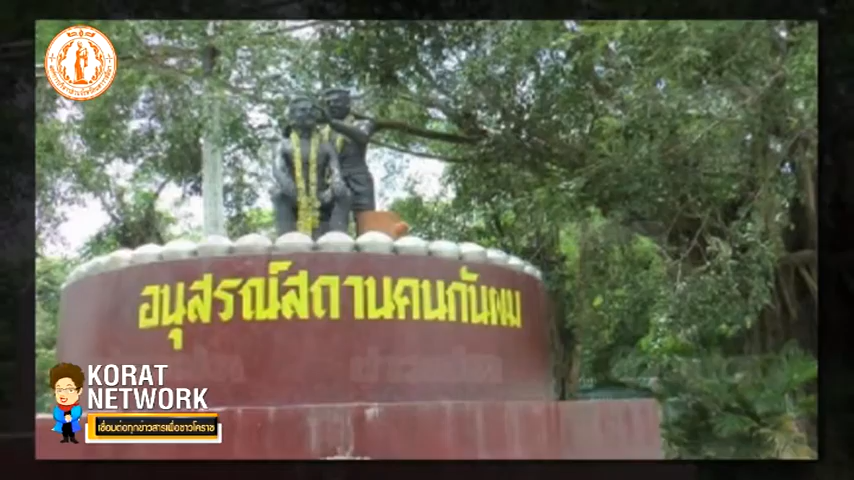 อนุสรณ์สถานคนกันผม
KORAT
NETWORK
เชื่อมต่อทุกข่าวสารเพื่อชาวโคราช